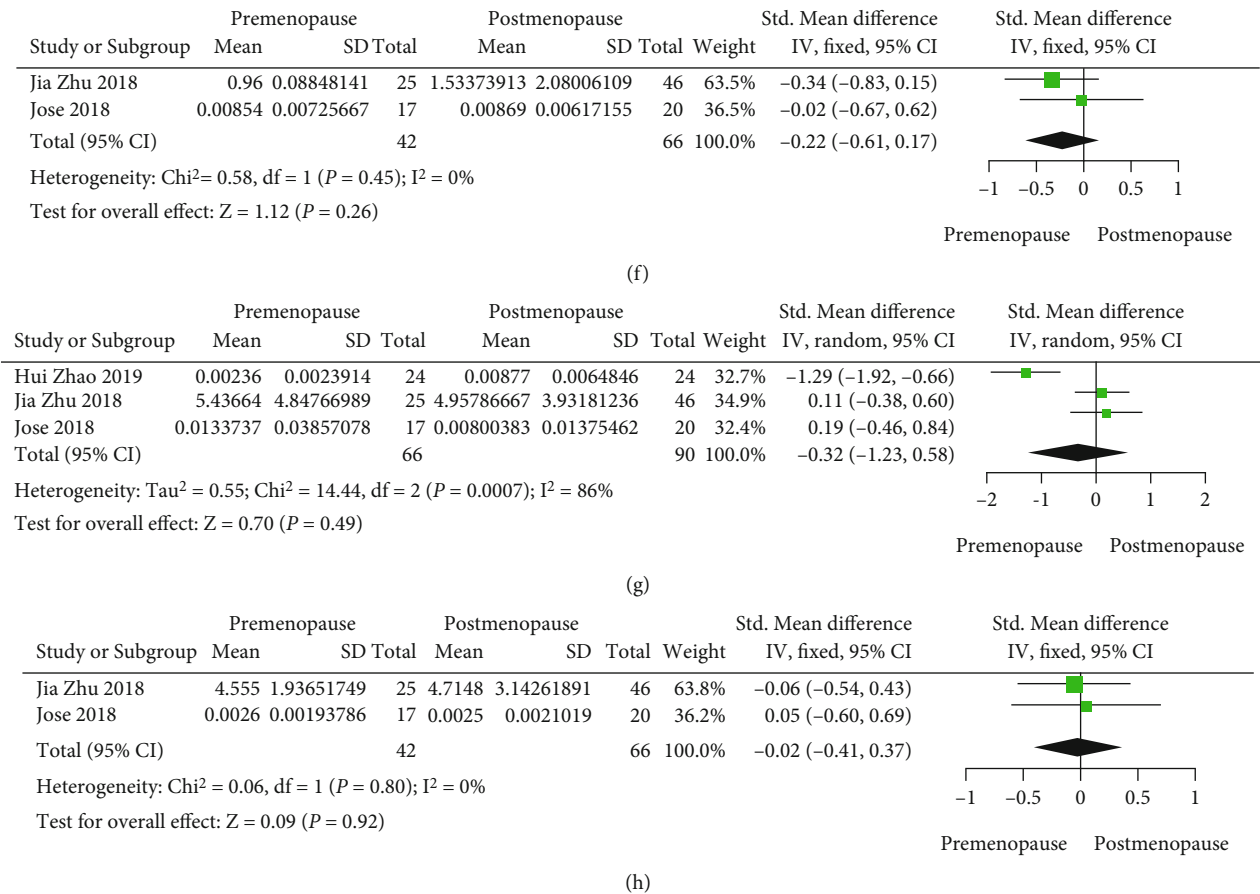 Premenopause Postmenopause Std. Mean difference Std. Mean difference
Study or Subgroup Mean SD Total Mean SD Total Weight IV, fixed, 95% CI IV, fixed, 95% CI
Jia Zhu 2018 0.96 0.08848141 25 1.53373913 2.08006109 46 63.5% −0.34 (−0.83, 0.15)
Jose 2018 0.00854 0.00725667 17 0.00869 0.00617155 20 36.5% −0.02 (−0.67, 0.62)
Total (95% CI) 42 66 100.0% −0.22 (−0.61, 0.17)
Heterogeneity: Chi²= 0.58, df = 1 (P = 0.45); I² = 0%
−1 −0.5 0 0.5 1
Test for overall effect: Z = 1.12 (P = 0.26)
Premenopause Postmenopause
(f)
Premenopause Postmenopause Std. Mean difference Std. Mean difference
Study or Subgroup Mean SD Total Mean SD Total Weight IV, random, 95% CI IV, random, 95% CI
Hui Zhao 2019 0.00236 0.0023914 24 0.00877 0.0064846 24 32.7% −1.29 (−1.92, −0.66)
Jia Zhu 2018 5.43664 4.84766989 25 4.95786667 3.93181236 46 34.9% 0.11 (−0.38, 0.60)
Jose 2018 0.0133737 0.03857078 17 0.00800383 0.01375462 20 32.4% 0.19 (−0.46, 0.84)
Total (95% CI) 66 90 100.0% −0.32 (−1.23, 0.58)
Heterogeneity: Tau² = 0.55; Chi² = 14.44, df = 2 (P = 0.0007); I² = 86%
−2 −1 0 1 2
Test for overall effect: Z = 0.70 (P = 0.49)
Premenopause Postmenopause
(g)
Premenopause Postmenopause Std. Mean difference Std. Mean difference
Study or Subgroup Mean SD Total Mean SD Total Weight IV, fixed, 95% CI IV, fixed, 95% CI
Jia Zhu 2018 4.555 1.93651749 25 4.7148 3.14261891 46 63.8% −0.06 (−0.54, 0.43)
Jose 2018 0.0026 0.00193786 17 0.0025 0.0021019 20 36.2% 0.05 (−0.60, 0.69)
Total (95% CI) 42 66 100.0% −0.02 (−0.41, 0.37)
Heterogeneity: Chi² = 0.06, df = 1 (P = 0.80); I² = 0%
−1 −0.5 0 0.5 1
Test for overall effect: Z = 0.09 (P = 0.92)
Premenopause Postmenopause
(h)